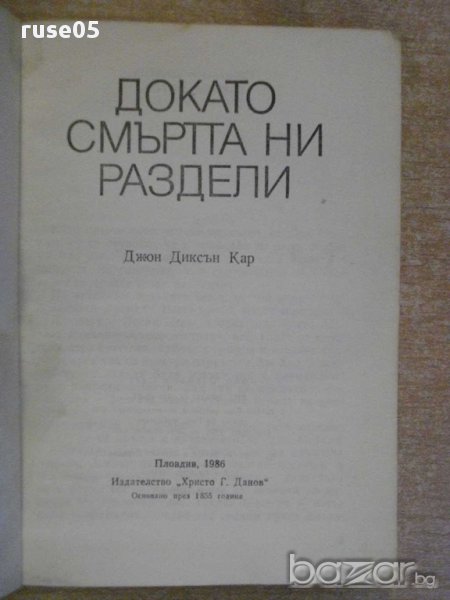 ruse05
ДОКАТО
СМЪРТТА НИ
РАЗДЕЛИ
Джон Диксън Кар
Пловдив, 1986
Издателство „Христо Г. Данов“
Основано през 1855 година
bazar.bg